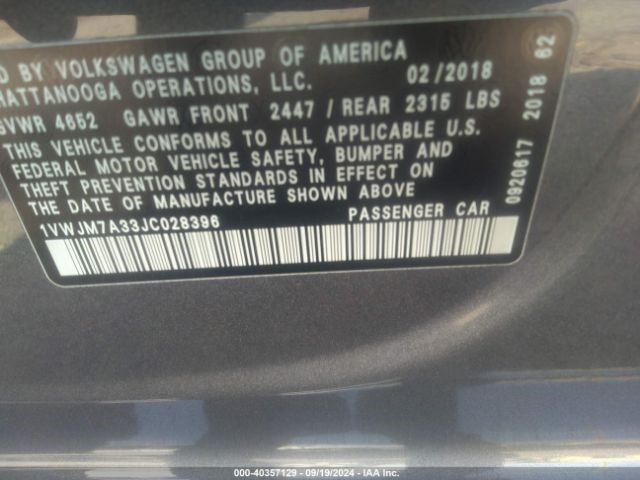 D BY VOLKSWAGEN GROUP OF AMERICA
HATTANOOGA OPERATIONS, LLC. 02/2018
GVWR 4652 GAWR FRONT 2447 / REAR 2315 LBS
THIS VEHICLE CONFORMS TO ALL APPLICABLE U.S.
FEDERAL MOTOR VEHICLE SAFETY, BUMPER AND
THEFT PREVENTION STANDARDS IN EFFECT ON
THE DATE OF MANUFACTURE SHOWN ABOVE
1VWJM7A33JC028396 PASSENGER CAR
0920617 2018 62
000-40357129 - 09/19/2024 - IAA Inc.